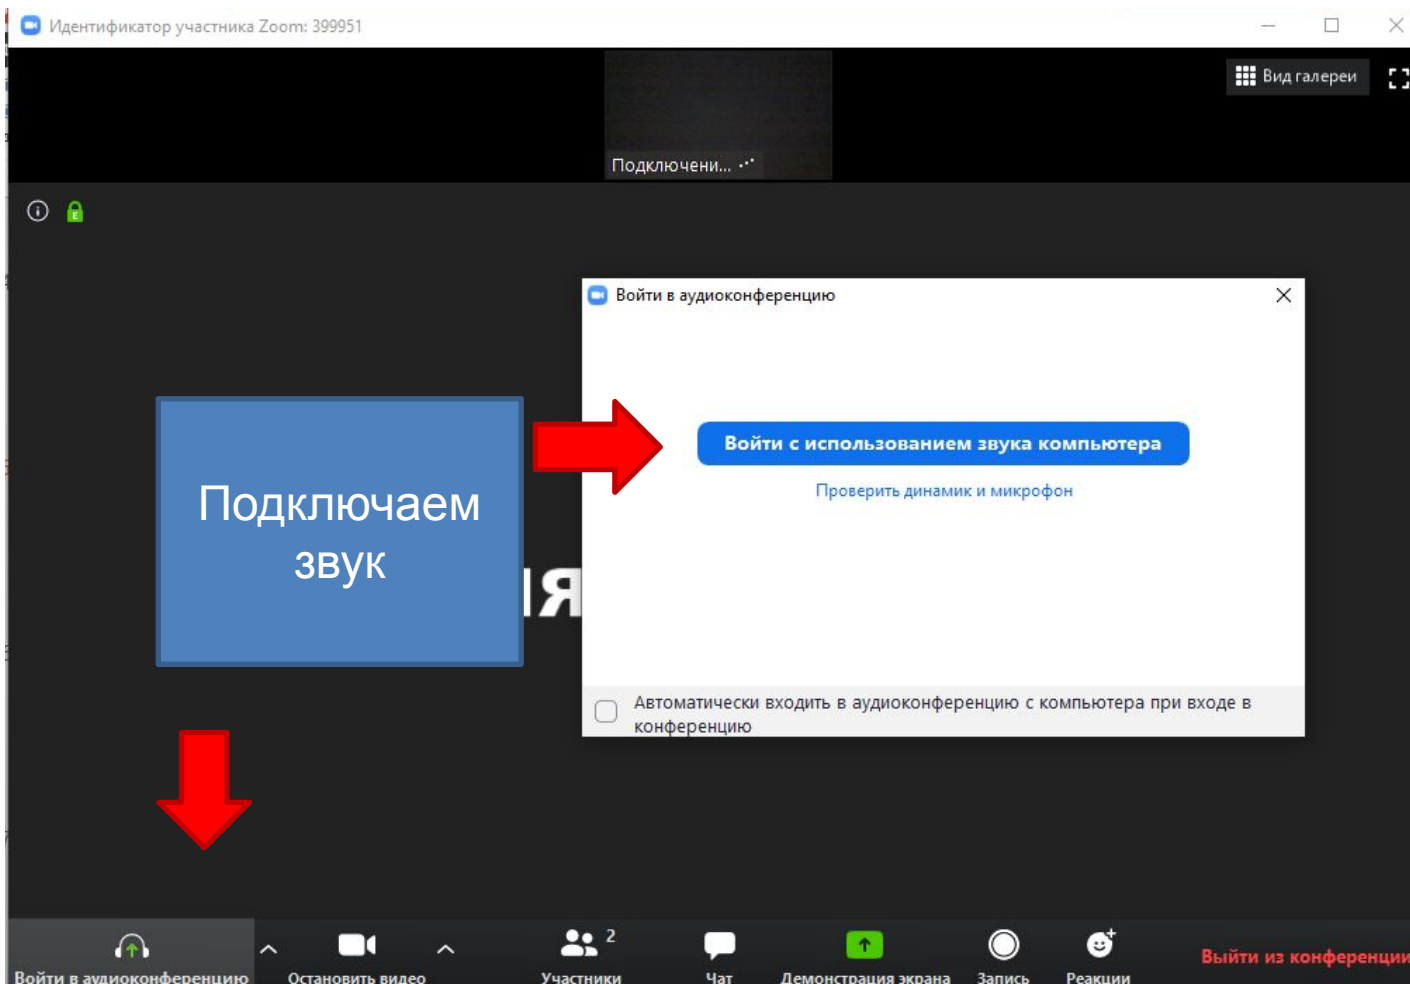 Идентификатор участника Zoom: 399951
Вид галереи
Подключени...
Войти в аудиоконференцию
Войти с использованием звука компьютера
Проверить динамик и микрофон
Подключаем
звук
я
Автоматически входить в аудиоконференцию с компьютера при входе в
конференцию
2
Войти в аудиоконференцию
Остановить видео
Участники
Чат
Демонстрация экрана
Запись
Реакции
Выйти из конференции